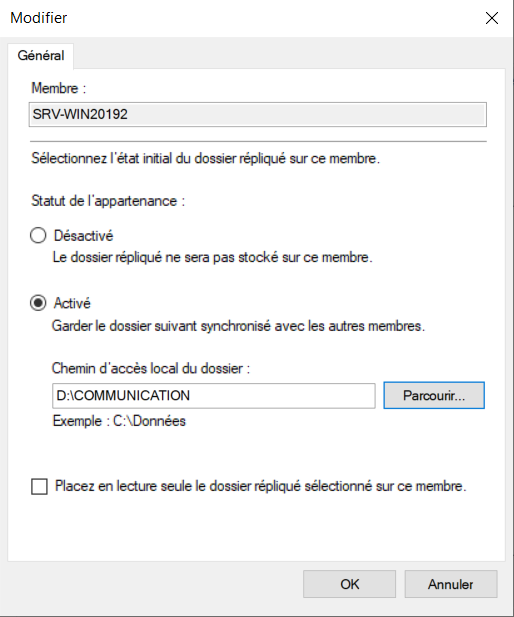 Modifier
Général
Membre :
SRV-WIN20192
Sélectionnez l'état initial du dossier répliqué sur ce membre.
Statut de l'appartenance :
Désactivé
Le dossier répliqué ne sera pas stocké sur ce membre.
Activé
Garder le dossier suivant synchronisé avec les autres membres.
Chemin d'accès local du dossier :
D:\COMMUNICATION
Parcourir...
Exemple : C:\Données
Placez en lecture seule le dossier répliqué sélectionné sur ce membre.
OK
Annuler